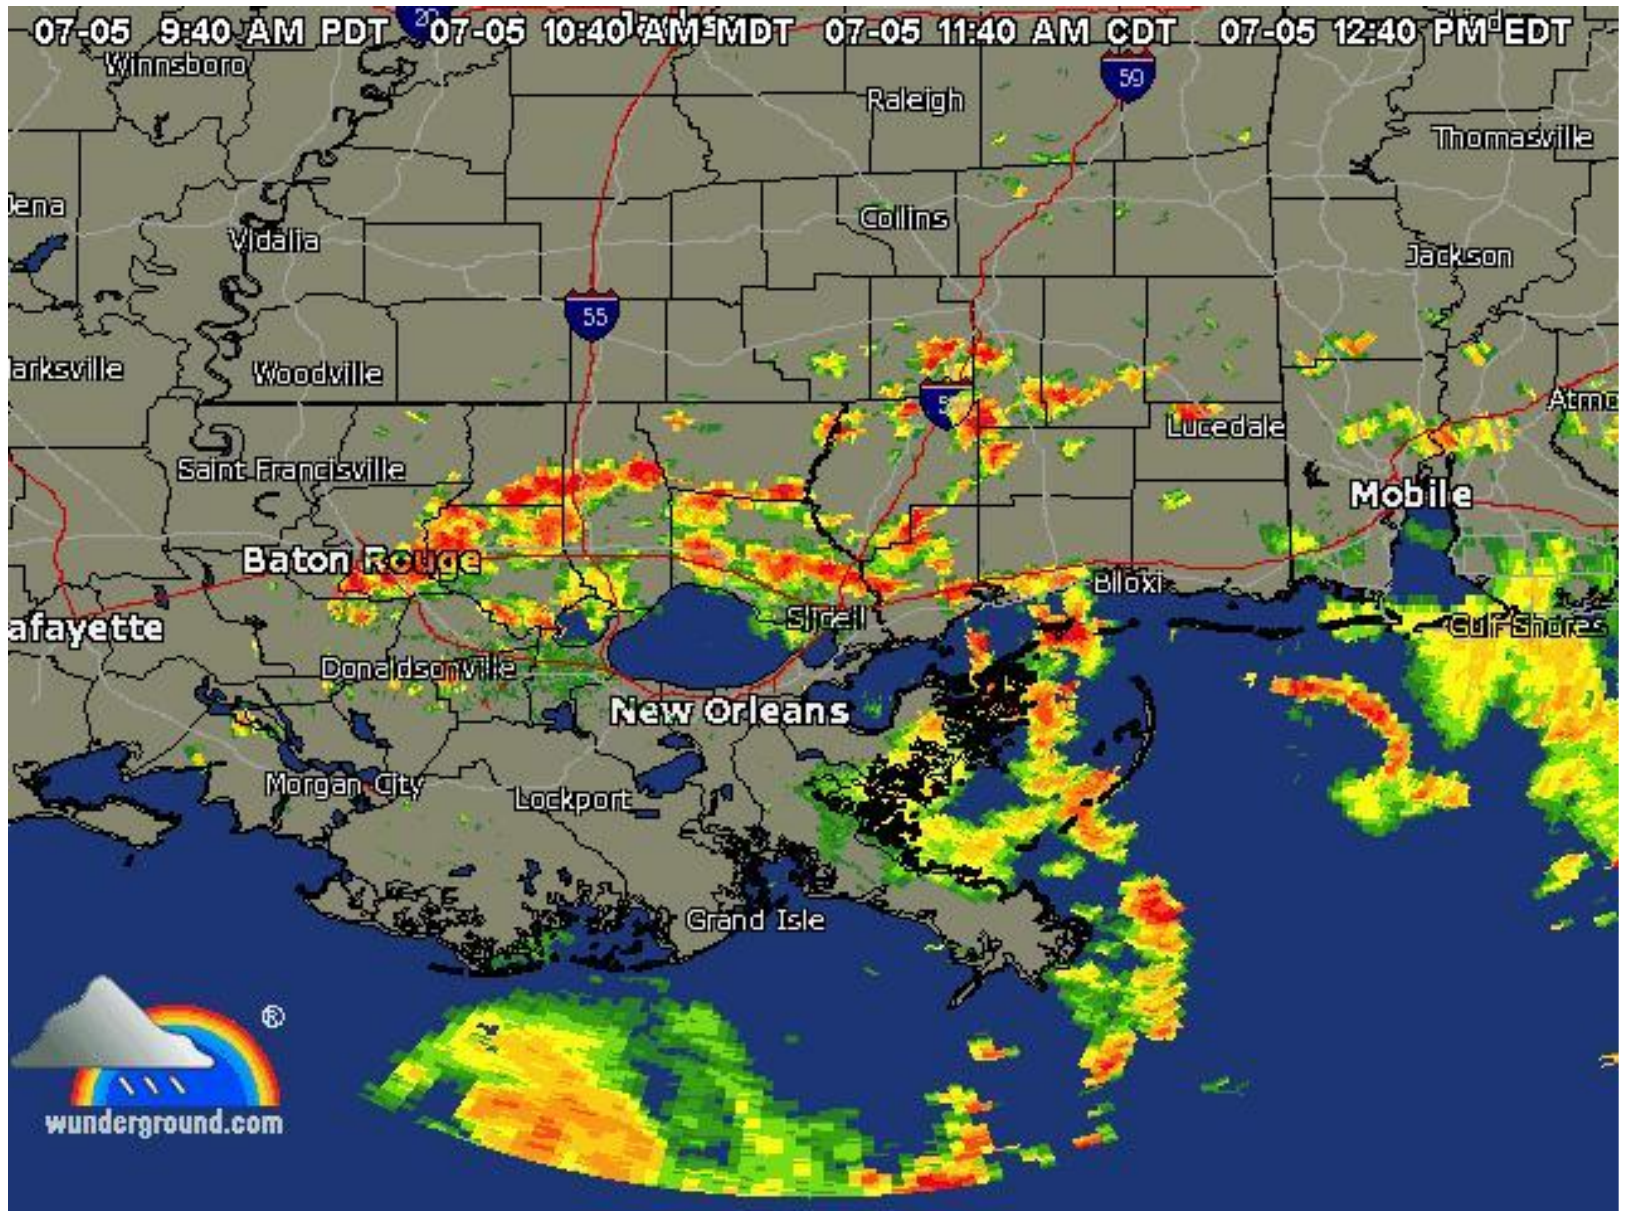 07-05 9:40 AM PDT 07-05 10:40 AM MDT 07-05 11:40 AM CDT 07-05 12:40 PM EDT
20
Winnsboro
59
Raleigh
Thomasville
Jena
Collins
Vidalia
Jackson
55
Woodville
Lucedale
Saint Francisville
Mobile
Baton Rouge
Biloxi
Slidell
Gulf Shores
Donaldsonville
New Orleans
Morgan City
Lockport
Grand Isle
®
wunderground.com